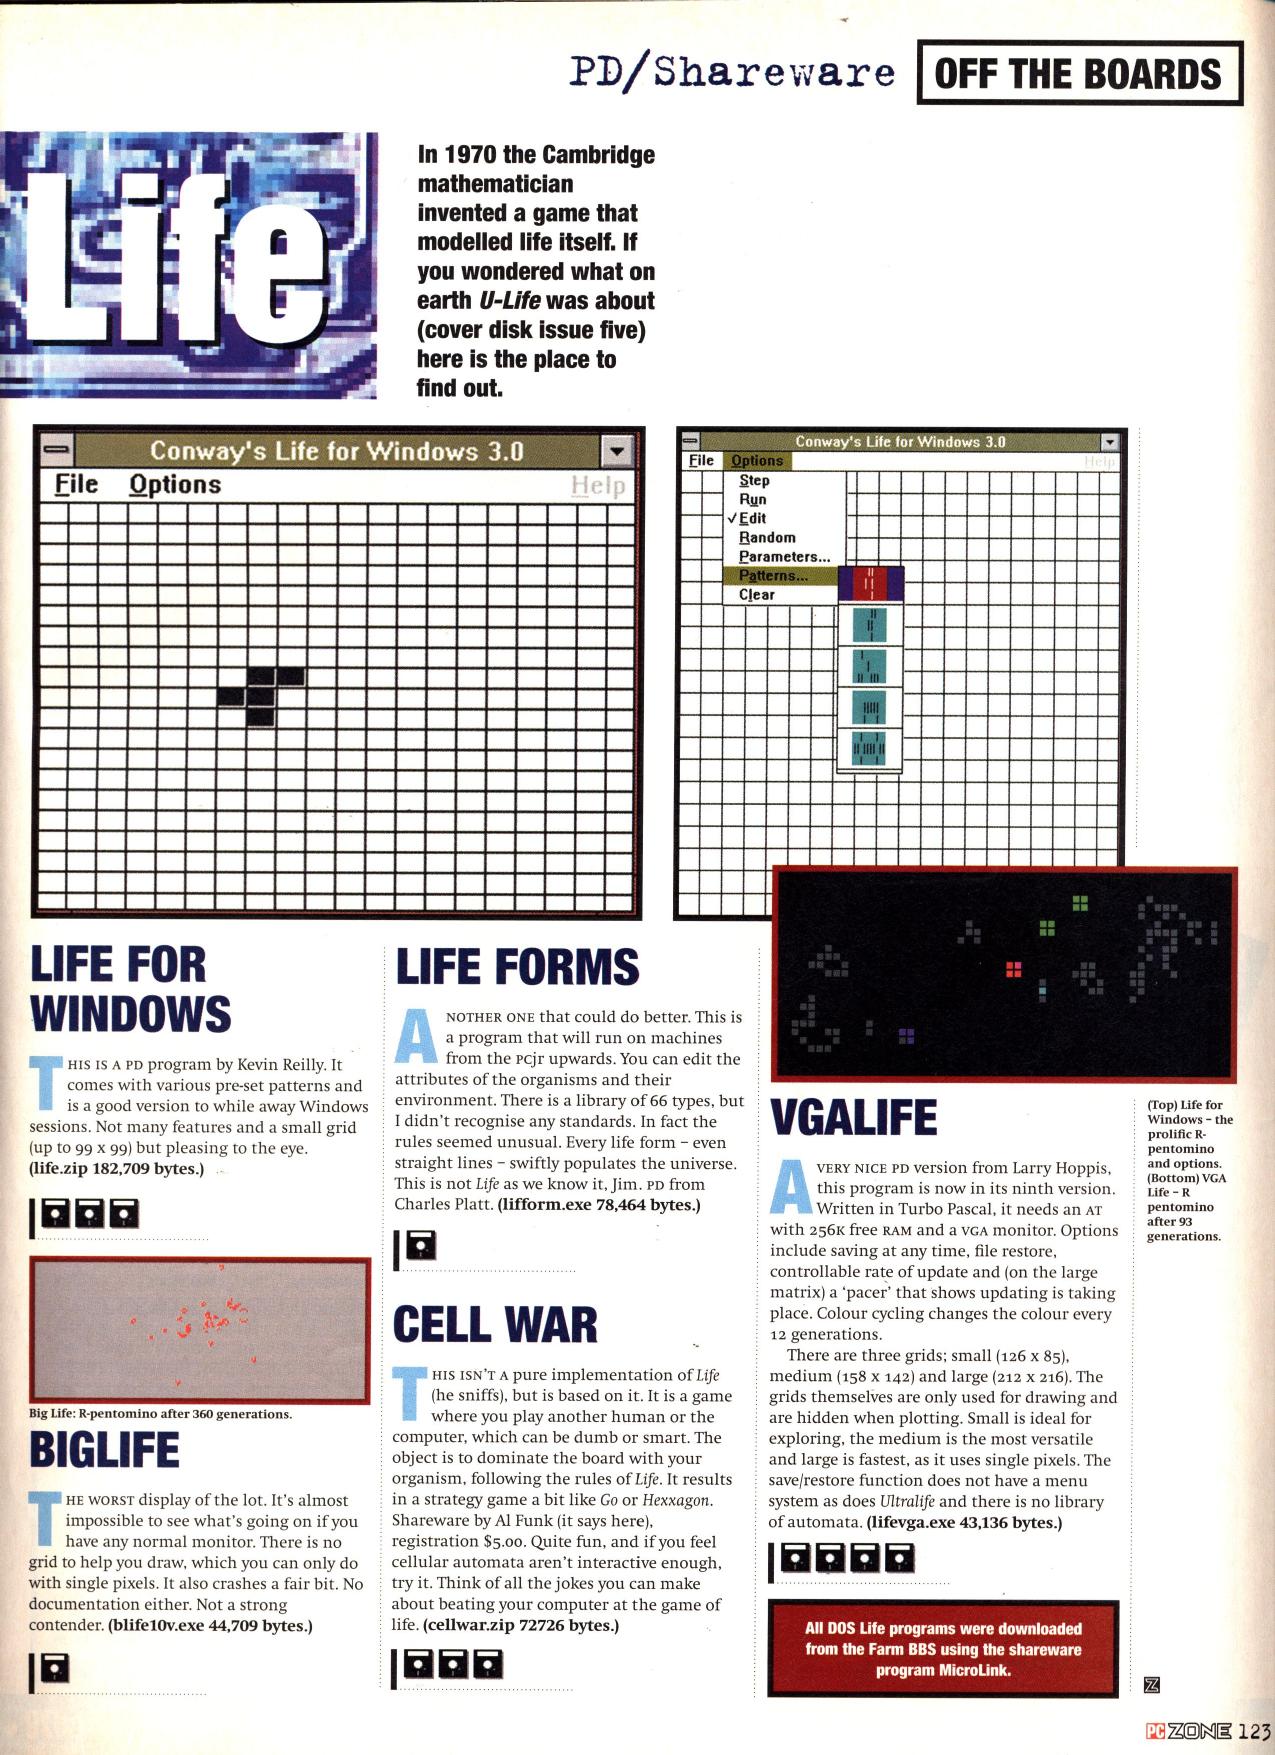 PD/Shareware
OFF THE BOARDS
Life
In 1970 the Cambridge
mathematician
invented a game that
modelled life itself. If
you wondered what on
earth U-Life was about
(cover disk issue five)
here is the place to
find out.
Conway's Life for Windows 3.0
File Options Help
Conway's Life for Windows 3.0
File Options Help
Step
Run
✓Edit
Random
Parameters...
Patterns...
Clear
LIFE FOR
WINDOWS
THIS IS A PD program by Kevin Reilly. It
comes with various pre-set patterns and
is a good version to while away Windows
sessions. Not many features and a small grid
(up to 99 x 99) but pleasing to the eye.
(life.zip 182,709 bytes.)
Big Life: R-pentomino after 360 generations.
BIGLIFE
THE WORST display of the lot. It's almost
impossible to see what's going on if you
have any normal monitor. There is no
grid to help you draw, which you can only do
with single pixels. It also crashes a fair bit. No
documentation either. Not a strong
contender. (blife10v.exe 44,709 bytes.)
LIFE FORMS
ANOTHER ONE that could do better. This is
a program that will run on machines
from the PCjr upwards. You can edit the
attributes of the organisms and their
environment. There is a library of 66 types, but
I didn't recognise any standards. In fact the
rules seemed unusual. Every life form – even
straight lines – swiftly populates the universe.
This is not Life as we know it, Jim. PD from
Charles Platt. (lifform.exe 78,464 bytes.)
CELL WAR
THIS ISN'T A pure implementation of Life
(he sniffs), but is based on it. It is a game
where you play another human or the
computer, which can be dumb or smart. The
object is to dominate the board with your
organism, following the rules of Life. It results
in a strategy game a bit like Go or Hexxagon.
Shareware by Al Funk (it says here),
registration $5.00. Quite fun, and if you feel
cellular automata aren't interactive enough,
try it. Think of all the jokes you can make
about beating your computer at the game of
life. (cellwar.zip 72726 bytes.)
VGALIFE
A VERY NICE PD version from Larry Hoppis,
this program is now in its ninth version.
Written in Turbo Pascal, it needs an AT
with 256K free RAM and a VGA monitor. Options
include saving at any time, file restore,
controllable rate of update and (on the large
matrix) a 'pacer' that shows updating is taking
place. Colour cycling changes the colour every
12 generations.
There are three grids; small (126 x 85),
medium (158 x 142) and large (212 x 216). The
grids themselves are only used for drawing and
are hidden when plotting. Small is ideal for
exploring, the medium is the most versatile
and large is fastest, as it uses single pixels. The
save/restore function does not have a menu
system as does Ultralife and there is no library
of automata. (lifevga.exe 43,136 bytes.)
All DOS Life programs were downloaded
from the Farm BBS using the shareware
program MicroLink.
(Top) Life for
Windows – the
prolific R-
pentomino
and options.
(Bottom) VGA
Life – R
pentomino
after 93
generations.
Z
PC ZONE 123